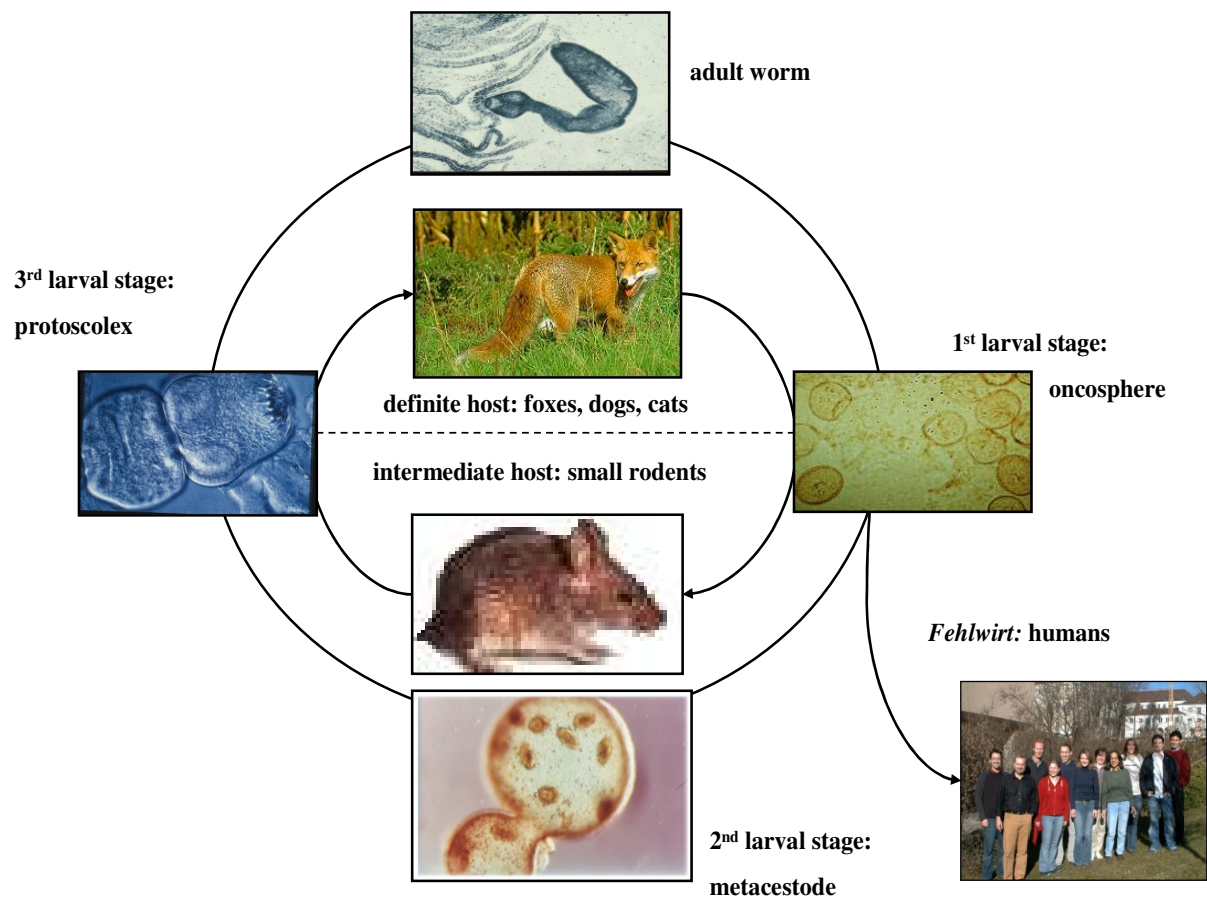 adult worm
3rd larval stage:
protoscolex
1st larval stage:
oncosphere
definite host: foxes, dogs, cats
intermediate host: small rodents
Fehlwirt: humans
2nd larval stage:
metacestode